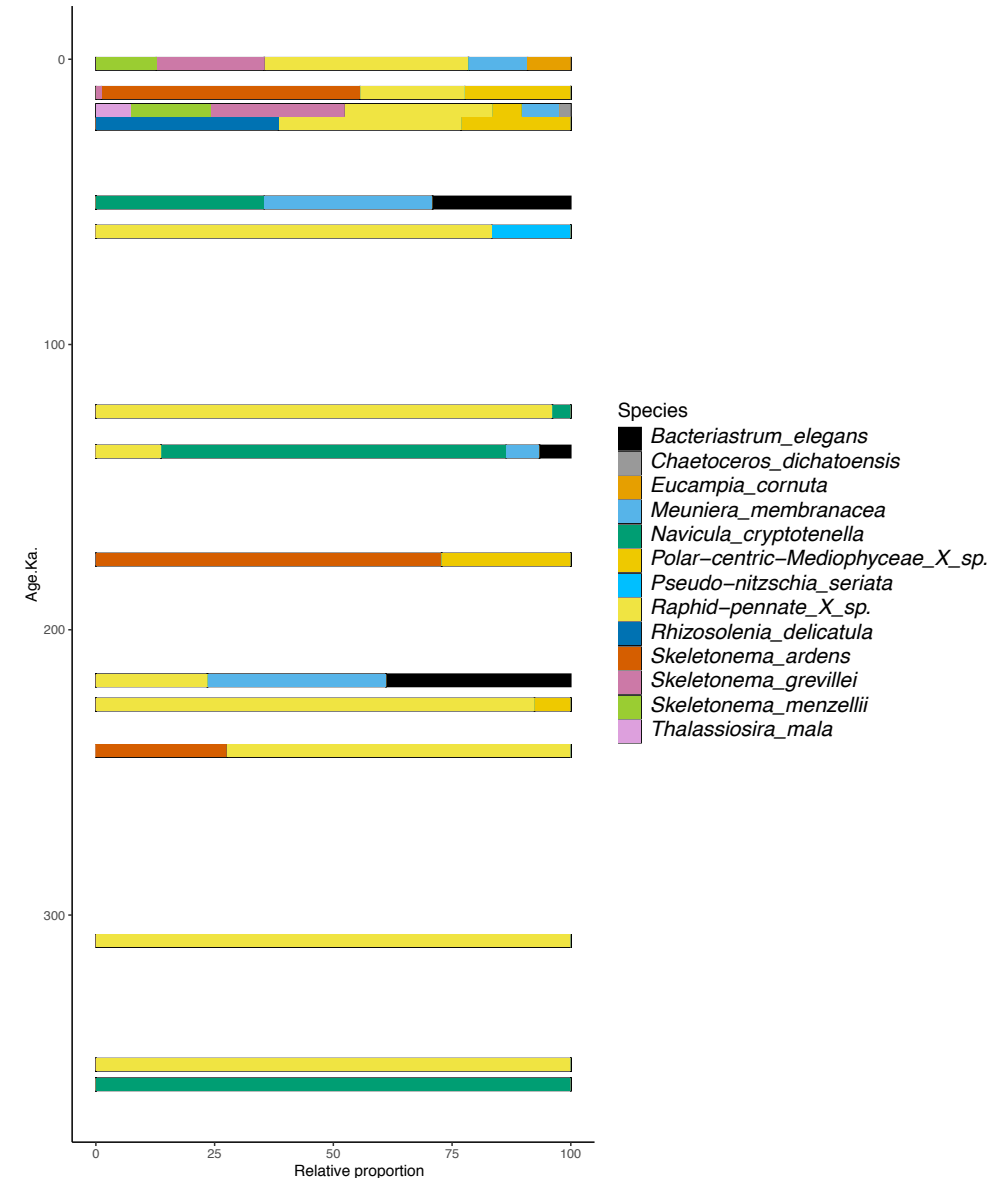 0
100
200
300
Age.Ka.
0
25
50
75
100
Relative proportion
Species
Bacteriastrum_elegans
Chaetoceros_dichatoensis
Eucampia_cornuta
Meuniera_membranacea
Navicula_cryptotenella
Polar−centric−Mediophyceae_X_sp.
Pseudo−nitzschia_seriata
Raphid−pennate_X_sp.
Rhizosolenia_delicatula
Skeletonema_ardens
Skeletonema_grevillei
Skeletonema_menzellii
Thalassiosira_mala